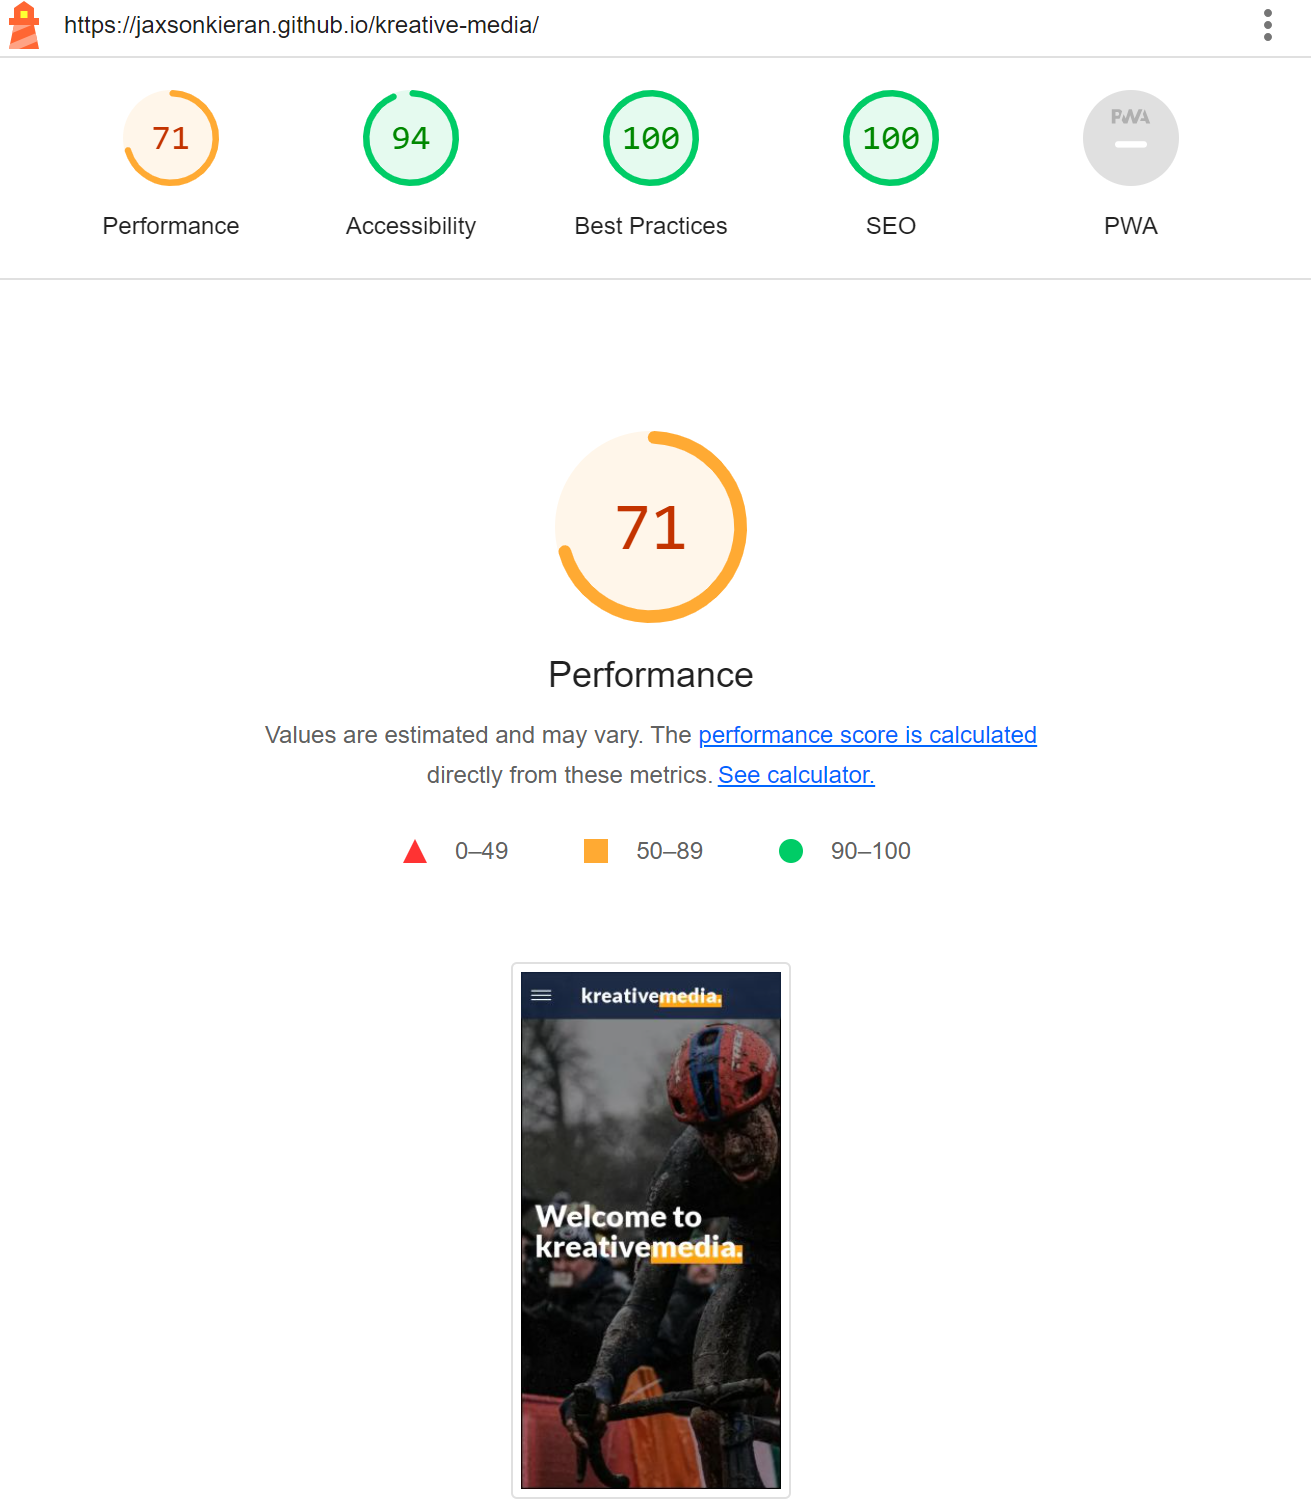 https://jaxsonkieran.github.io/kreative-media/
71
94
100
100
PWA
Performance
Accessibility
Best Practices
SEO
PWA
71
Performance
Values are estimated and may vary. The performance score is calculated
directly from these metrics. See calculator.
0–49
50–89
90–100
kreativemedia.
Welcome to
kreativemedia.